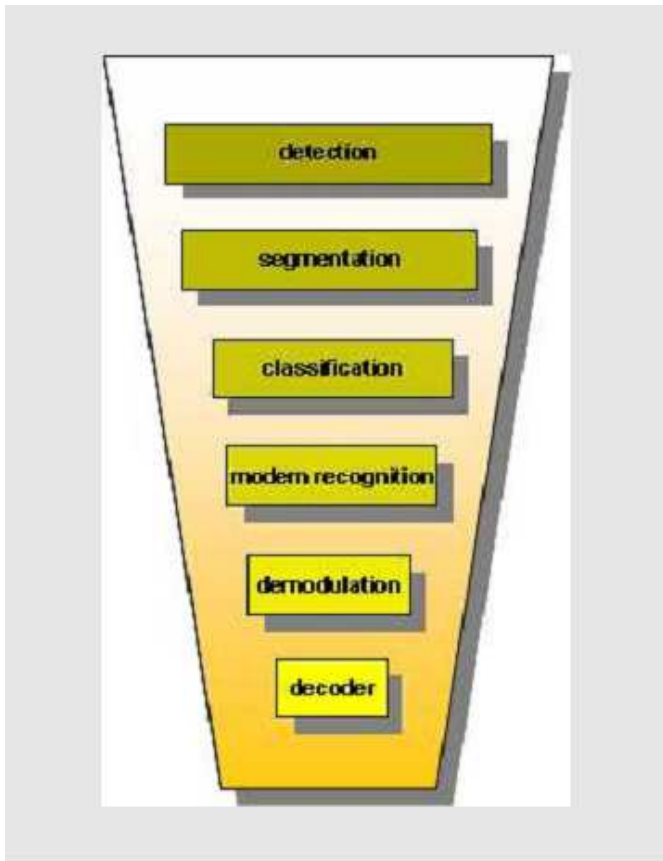 detection
segmentation
classification
modem recognition
demodulation
decoder